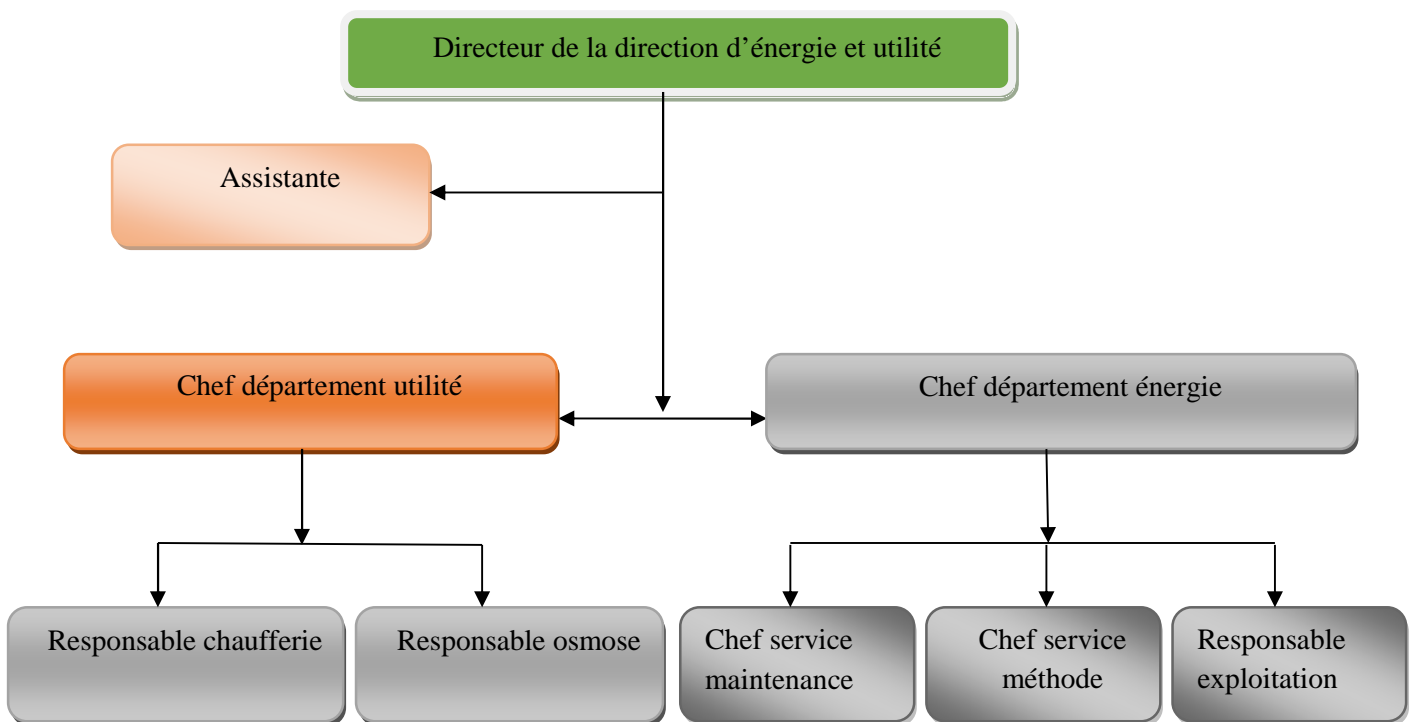 Directeur de la direction d’énergie et utilité
Assistante
Chef département utilité
Chef département énergie
Responsable chaufferie
Responsable osmose
Chef service
maintenance
Chef service
méthode
Responsable
exploitation